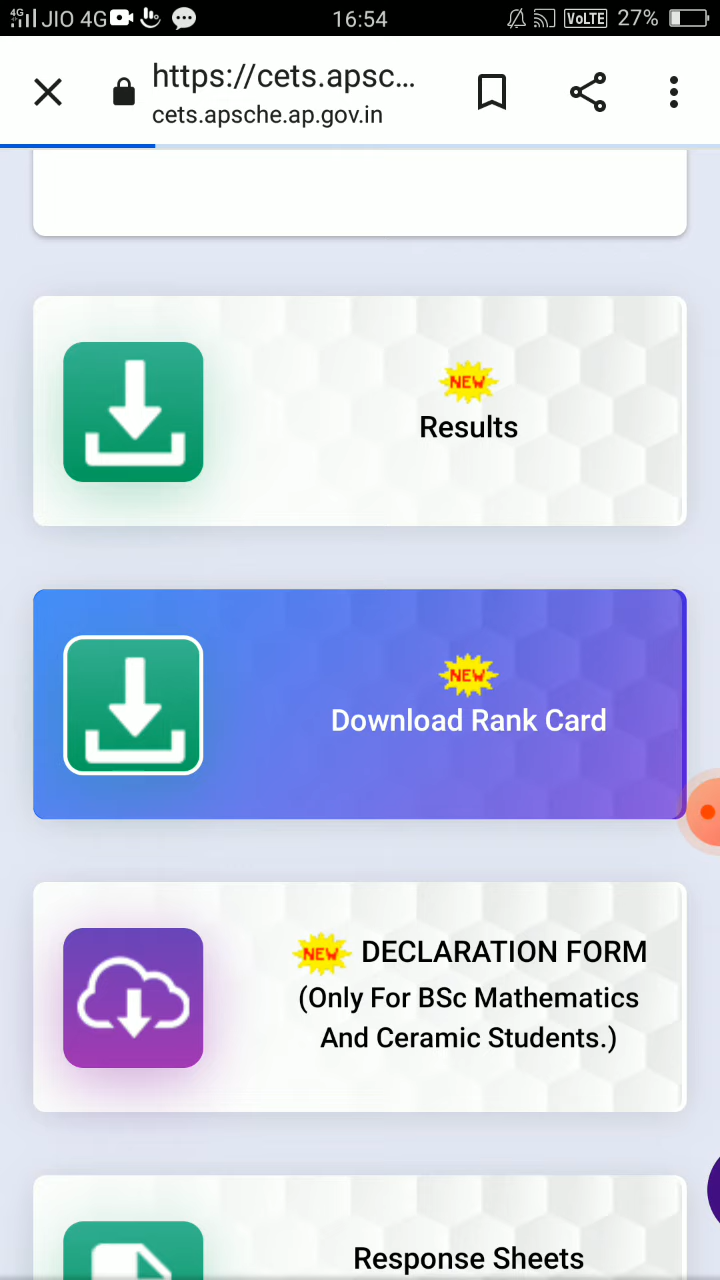 4G JIO 4G 16:54 VoLTE 27%
https://cets.apsc...
cets.apsche.ap.gov.in
NEW
Results
NEW
Download Rank Card
NEW DECLARATION FORM
(Only For BSc Mathematics
And Ceramic Students.)
Response Sheets